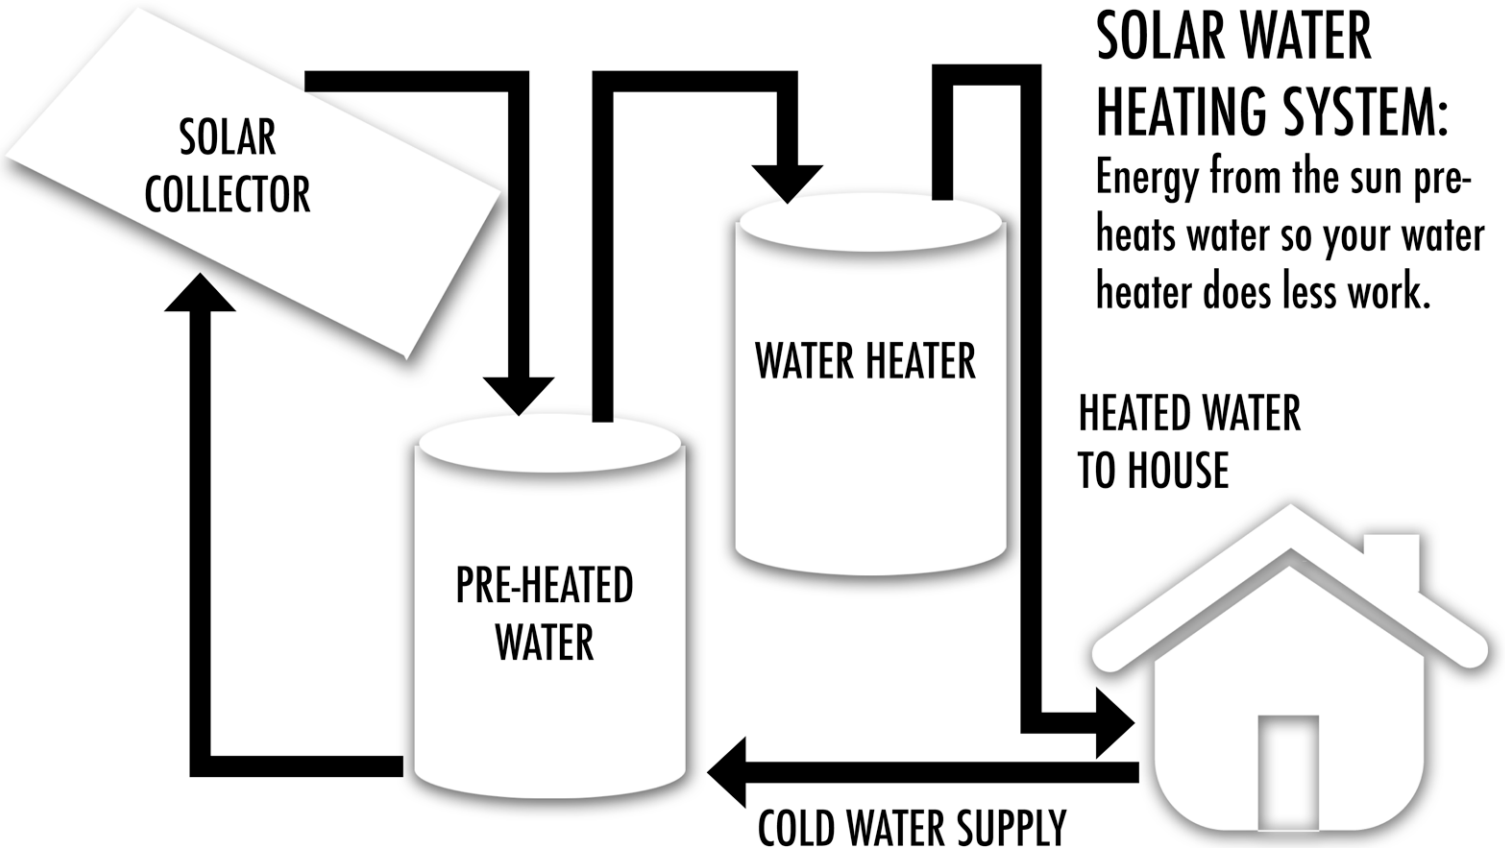 SOLAR WATER
HEATING SYSTEM:
Energy from the sun pre-
heats water so your water
heater does less work.
SOLAR
COLLECTOR
WATER HEATER
HEATED WATER
TO HOUSE
PRE-HEATED
WATER
COLD WATER SUPPLY